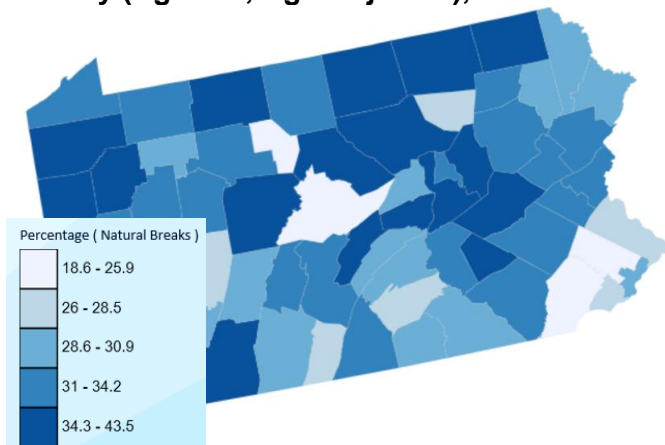 Percentage ( Natural Breaks )
18.6 - 25.9
26 - 28.5
28.6 - 30.9
31 - 34.2
34.3 - 43.5